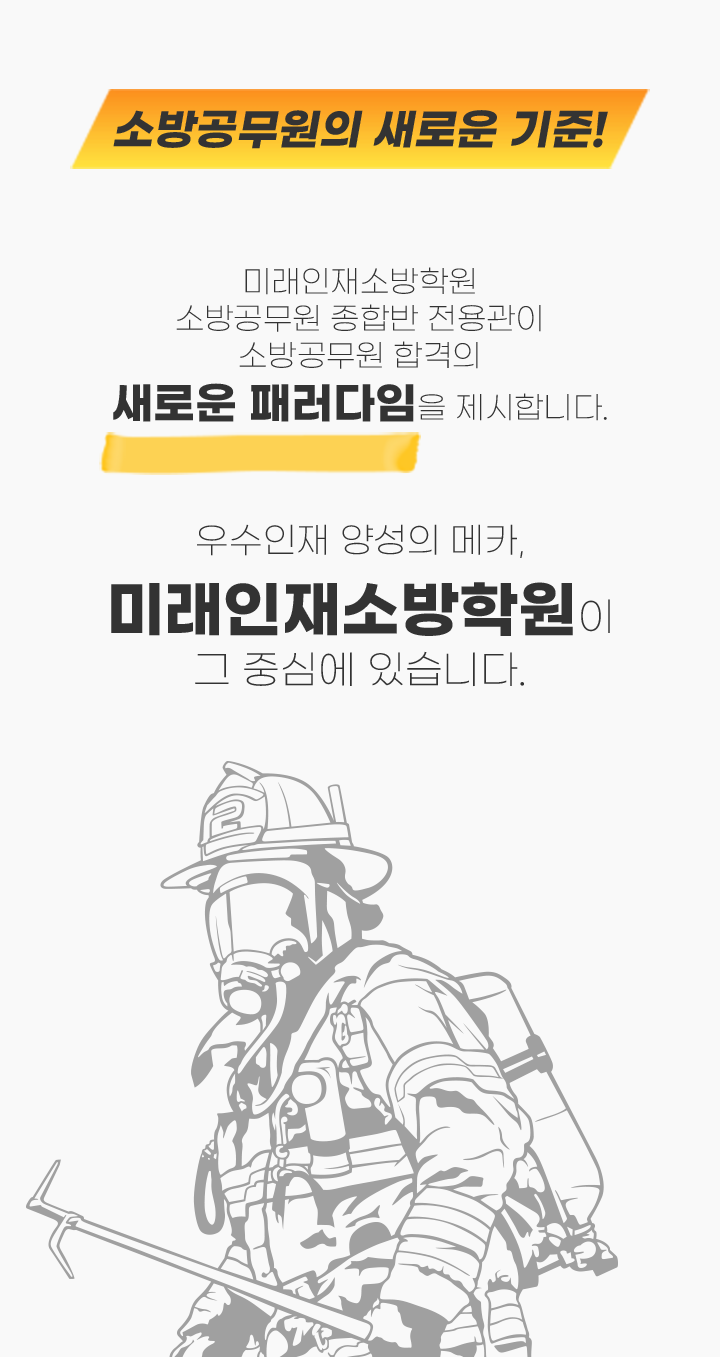 소방공무원의 새로운 기준!
미래인재소방학원
소방공무원 종합반 전용관이
소방공무원 합격의
새로운 패러다임을 제시합니다.
우수인재 양성의 메카,
미래인재소방학원이
그 중심에 있습니다.
2